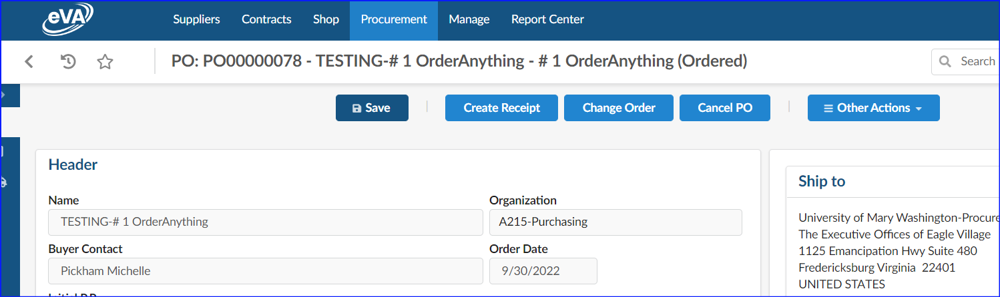 eVA
Suppliers Contracts Shop Procurement Manage Report Center
PO: PO00000078 - TESTING-# 1 OrderAnything - # 1 OrderAnything (Ordered)
Search
Save Create Receipt Change Order Cancel PO Other Actions
Header
Name
TESTING-# 1 OrderAnything
Organization
A215-Purchasing
Buyer Contact
Pickham Michelle
Order Date
9/30/2022
Ship to
University of Mary Washington-Procure
The Executive Offices of Eagle Village
1125 Emancipation Hwy Suite 480
Fredericksburg Virginia 22401
UNITED STATES